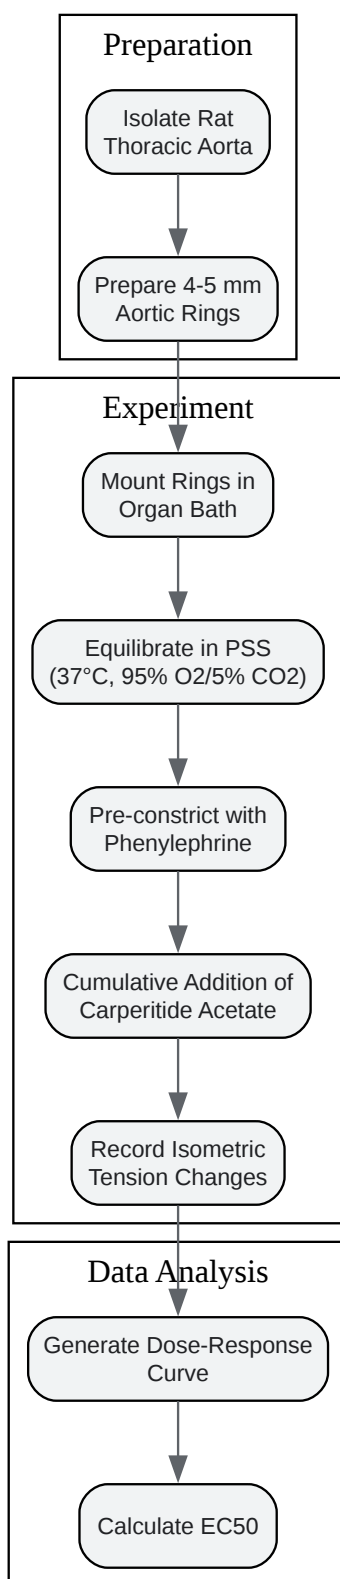 Preparation
Isolate Rat
Thoracic Aorta
Prepare 4-5 mm
Aortic Rings
Experiment
Mount Rings in
Organ Bath
Equilibrate in PSS
(37°C, 95% O2/5% CO2)
Pre-constrict with
Phenylephrine
Cumulative Addition of
Carperitide Acetate
Record Isometric
Tension Changes
Data Analysis
Generate Dose-Response
Curve
Calculate EC50